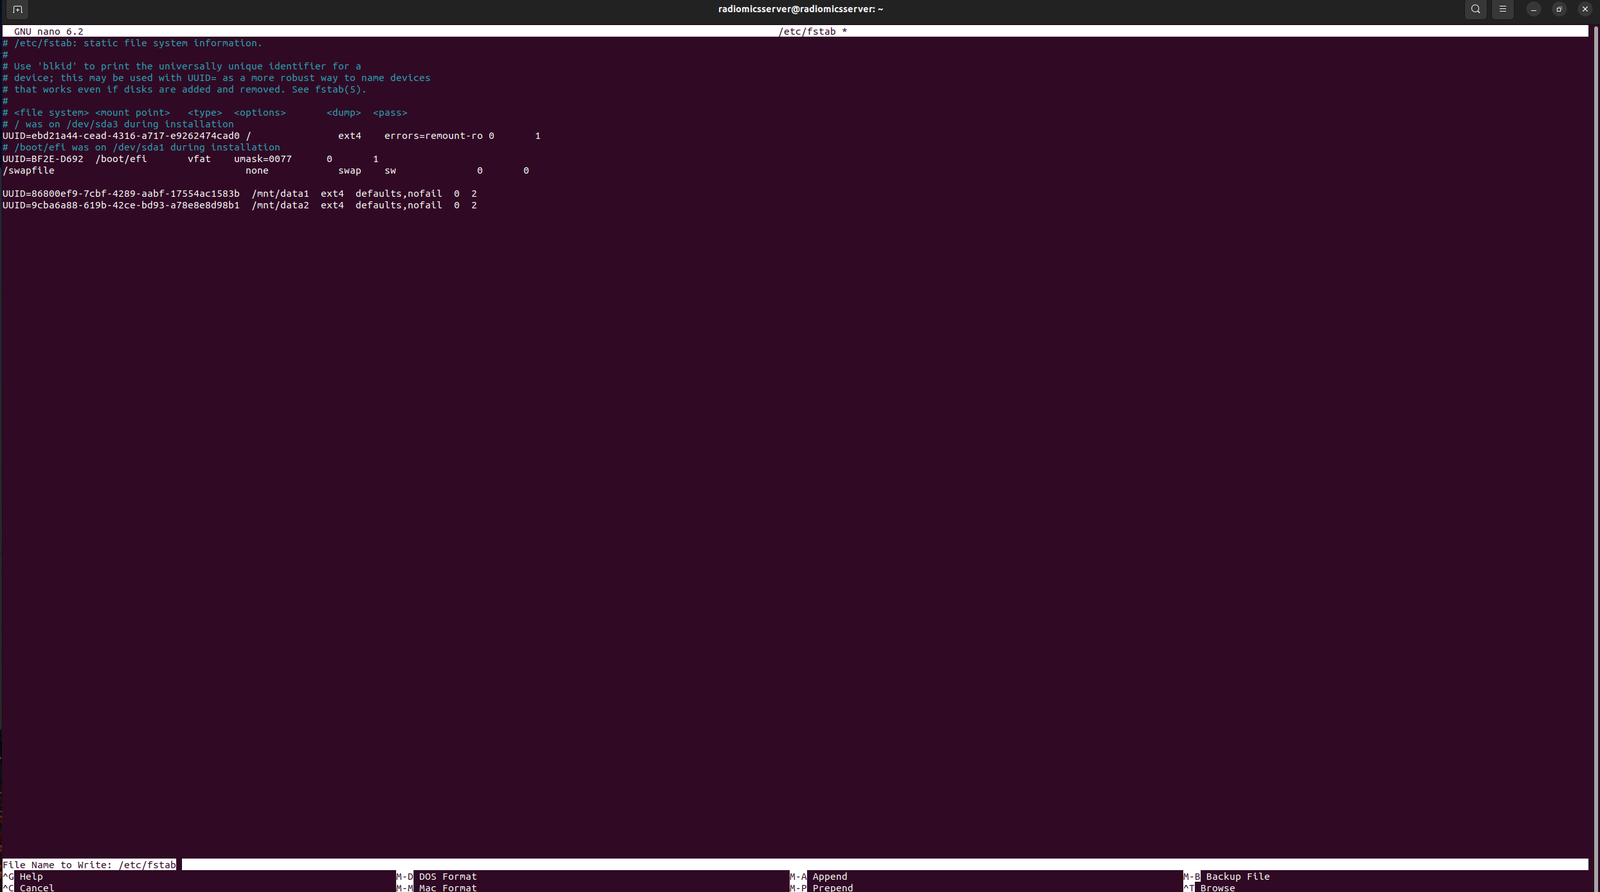 radiomicsserver@radiomicsserver: ~
GNU nano 6.2 /etc/fstab *
# /etc/fstab: static file system information.
#
# Use 'blkid' to print the universally unique identifier for a
# device; this may be used with UUID= as a more robust way to name devices
# that works even if disks are added and removed. See fstab(5).
#
# <file system> <mount point>   <type>  <options>       <dump>  <pass>
# / was on /dev/sda3 during installation
UUID=ebd21a44-cead-4316-a717-e9262474cad0 /               ext4    errors=remount-ro 0       1
# /boot/efi was on /dev/sda1 during installation
UUID=BF2E-D692  /boot/efi       vfat    umask=0077      0       1
/swapfile                                 none            swap    sw              0       0
UUID=86800ef9-7cbf-4289-aabf-17554ac1583b  /mnt/data1  ext4  defaults,nofail  0  2
UUID=9cba6a88-619b-42ce-bd93-a78e8e8d98b1  /mnt/data2  ext4  defaults,nofail  0  2
File Name to Write: /etc/fstab
^G Help M-D DOS Format M-A Append M-B Backup File
^C Cancel M-M Mac Format M-P Prepend ^T Browse